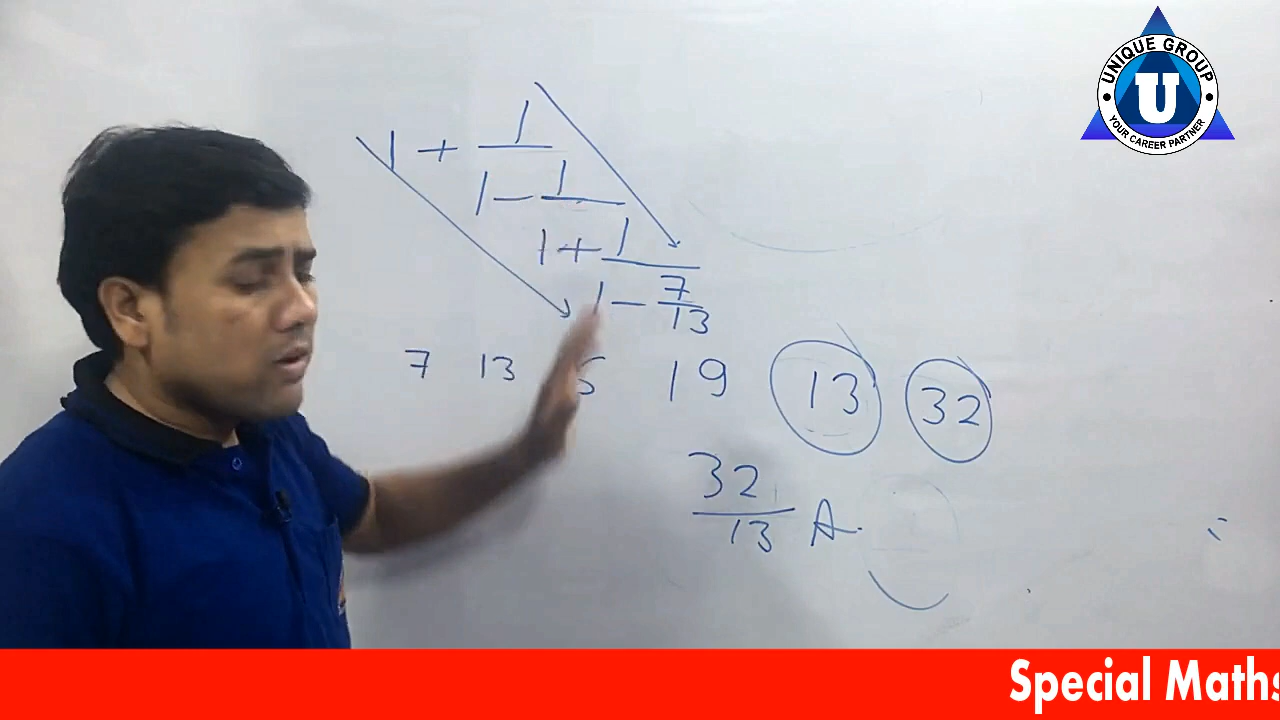 UNIQUE GROUP
U
YOUR CAREER PARTNER
1 + 1
1 - 1
1 + 1
1 - 7
13
7 13 19 13 32
32
13 A.
Special Maths